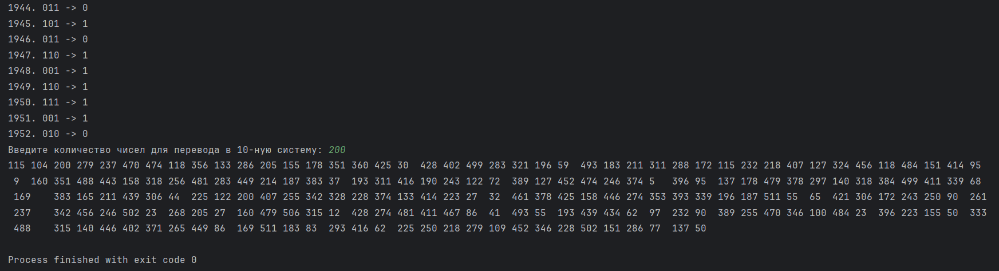 1944. 011 -> 0
1945. 101 -> 1
1946. 011 -> 0
1947. 110 -> 1
1948. 001 -> 1
1949. 110 -> 1
1950. 111 -> 1
1951. 001 -> 1
1952. 010 -> 0
Введите количество чисел для перевода в 10-ную систему: 200
115 104 200 279 237 470 474 118 356 133 286 205 155 178 351 360 425 30 428 402 499 283 321 196 59 493 183 211 311 288 172 115 232 218 407 127 324 456 118 484 151 414 95
9 160 351 488 443 158 318 256 481 283 449 214 187 383 37 193 311 416 190 243 122 72 389 127 452 474 246 374 5 396 95 137 178 479 378 297 140 318 384 499 411 339 68
169 383 165 211 439 306 44 225 122 200 407 255 342 328 228 374 133 414 223 27 32 461 378 425 158 446 274 353 393 339 196 187 511 55 65 421 306 172 243 250 90 261
237 342 456 246 502 23 268 205 27 160 479 506 315 12 428 274 481 411 467 86 41 493 55 193 439 434 62 97 232 90 389 255 470 346 100 484 23 396 223 155 50 333
488 315 140 446 402 371 265 449 86 169 511 183 83 293 416 62 225 250 218 279 109 452 346 228 502 151 286 77 137 50
Process finished with exit code 0